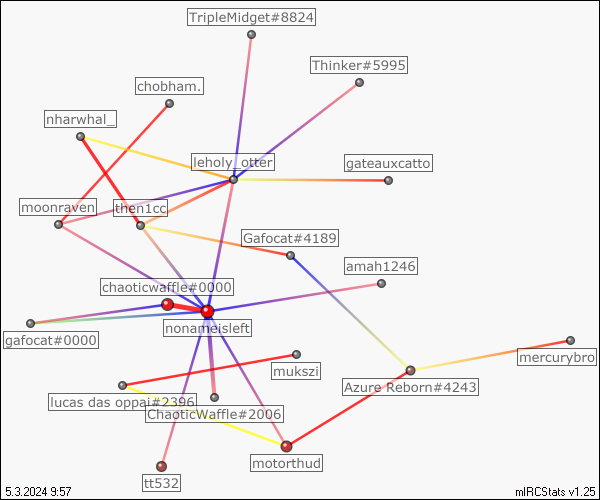 TripleMidget#8824
Thinker#5995
chobham.
nharwhal_
leholy_otter
gateauxcatto
moonraven
then1cc
Gafocat#4189
amah1246
chaoticwaffle#0000
nonameisleft
gafocat#0000
mercurybro
mukszi
Azure Reborn#4243
lucas das oppai#2396
ChaoticWaffle#2006
motorthud
tt532
5.3.2024 9:57
mIRCStats v1.25